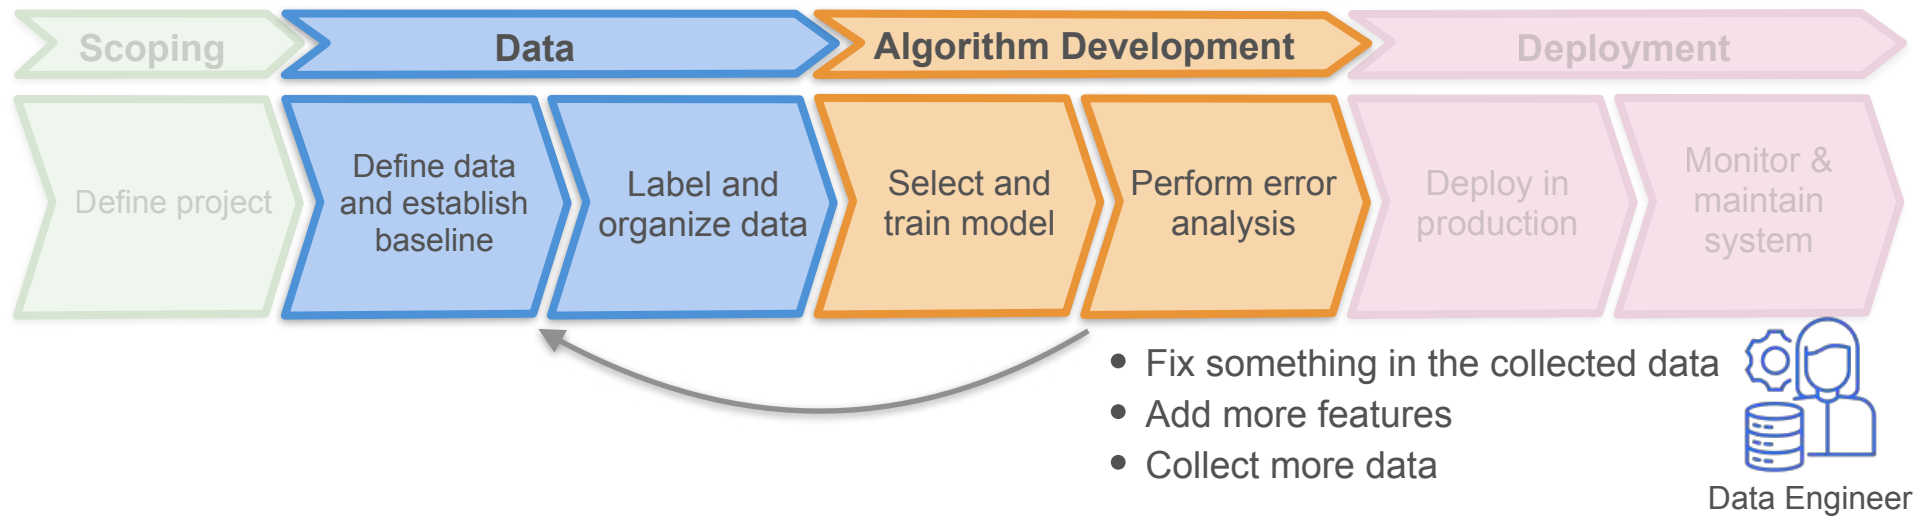 Scoping
Data
Algorithm Development
Deployment
Define project
Define data
and establish
baseline
Label and
organize data
Select and
train model
Perform error
analysis
Deploy in
production
Monitor &
maintain
system
• Fix something in the collected data
• Add more features
• Collect more data
Data Engineer